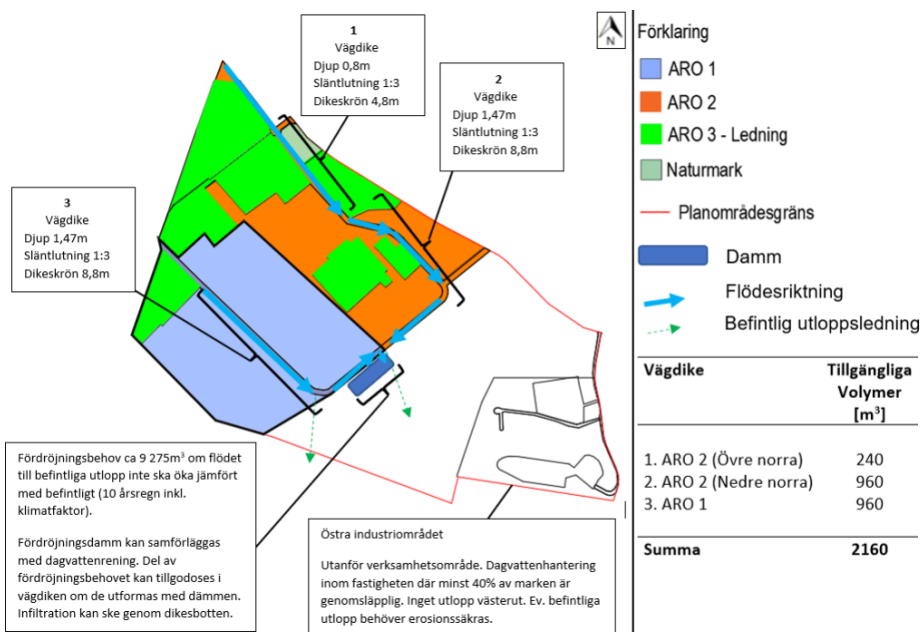 1
Vägdike
Djup 0,8m
Släntlutning 1:3
Dikeskrön 4,8m
2
Vägdike
Djup 1,47m
Släntlutning 1:3
Dikeskrön 8,8m
3
Vägdike
Djup 1,47m
Släntlutning 1:3
Dikeskrön 8,8m
Fördröjningsbehov ca 9 275m³ om flödet
till befintliga utlopp inte ska öka jämfört
med befintligt (10 årsregn inkl.
klimatfaktor).
Fördröjningsdamm kan samförläggas
med dagvattenrening. Del av
fördröjningsbehovet kan tillgodoses i
vägdiken om de utformas med dämmen.
Infiltration kan ske genom dikesbotten.
Östra industriområdet
Utanför verksamhetsområde. Dagvattenhantering
inom fastigheten där minst 40% av marken är
genomsläpplig. Inget utlopp västerut. Ev. befintliga
utlopp behöver erosionssäkras.
N
Förklaring
ARO 1
ARO 2
ARO 3 - Ledning
Naturmark
Planområdesgräns
Damm
Flödesriktning
Befintlig utloppsledning
Vägdike Tillgängliga
Volymer
[m³]
1. ARO 2 (Övre norra) 240
2. ARO 2 (Nedre norra) 960
3. ARO 1 960
Summa 2160